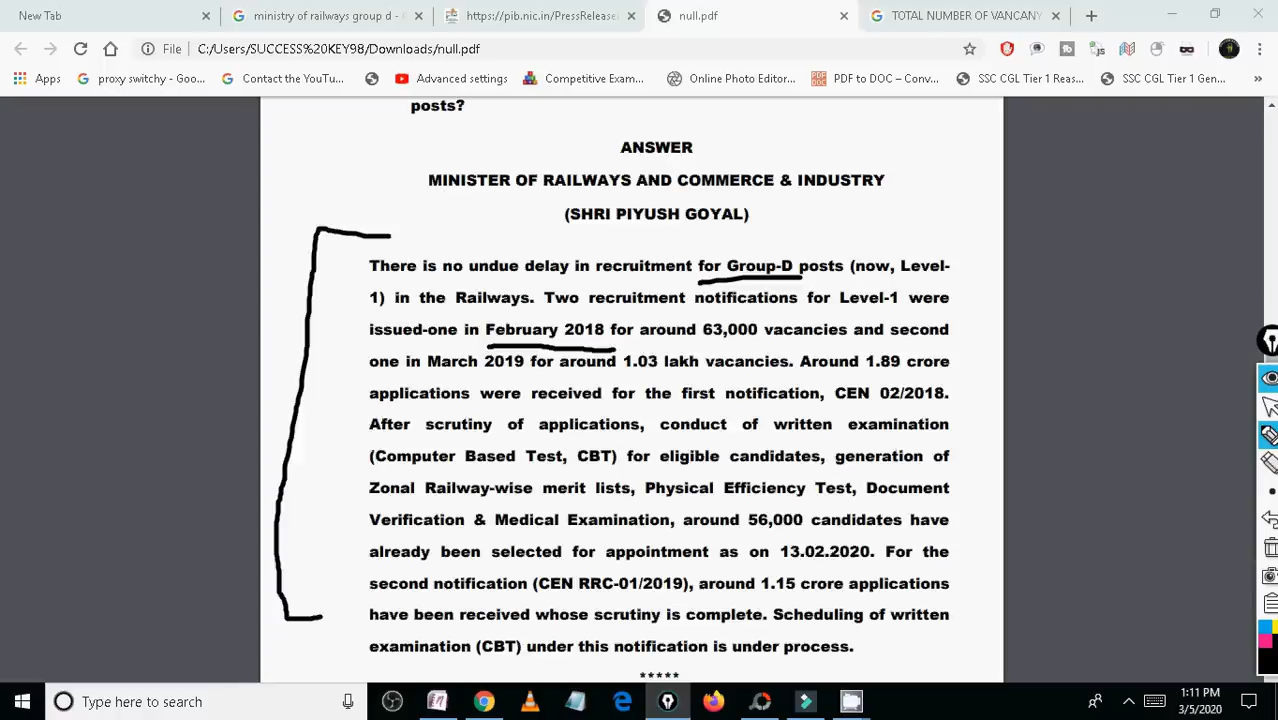 New Tab
ministry of railways group d - G
https://pib.nic.in/PressRelease
null.pdf
TOTAL NUMBER OF VANCANY
File
C:/Users/SUCCESS%20KEY98/Downloads/null.pdf
Apps
proxy switchy - Goo...
Contact the YouTu...
Advanced settings
Competitive Exam...
Online Photo Editor...
PDF to DOC – Conv...
SSC CGL Tier 1 Reas...
SSC CGL Tier 1 Gen...
posts?
ANSWER
MINISTER OF RAILWAYS AND COMMERCE & INDUSTRY
(SHRI PIYUSH GOYAL)
There is no undue delay in recruitment for Group-D posts (now, Level-
1) in the Railways. Two recruitment notifications for Level-1 were
issued-one in February 2018 for around 63,000 vacancies and second
one in March 2019 for around 1.03 lakh vacancies. Around 1.89 crore
applications were received for the first notification, CEN 02/2018.
After scrutiny of applications, conduct of written examination
(Computer Based Test, CBT) for eligible candidates, generation of
Zonal Railway-wise merit lists, Physical Efficiency Test, Document
Verification & Medical Examination, around 56,000 candidates have
already been selected for appointment as on 13.02.2020. For the
second notification (CEN RRC-01/2019), around 1.15 crore applications
have been received whose scrutiny is complete. Scheduling of written
examination (CBT) under this notification is under process.
*****
Type here to search
1:11 PM
3/5/2020